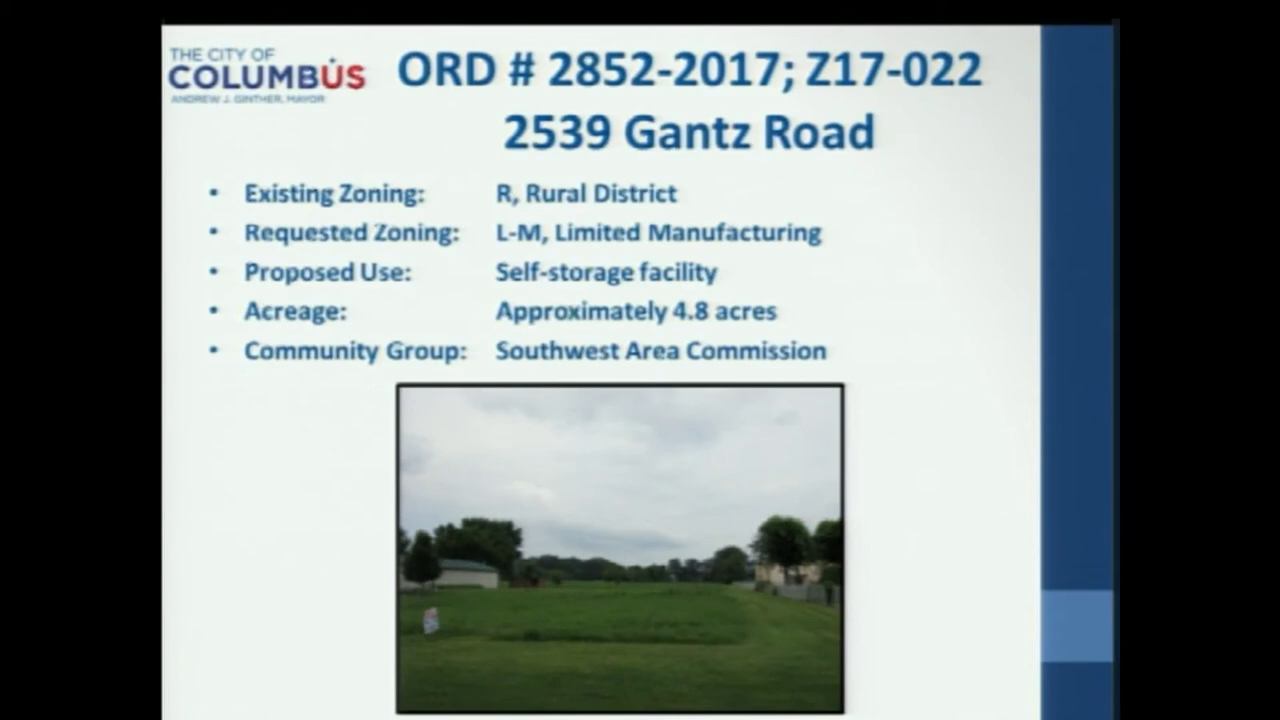 THE CITY OF
COLUMBUS
ANDREW J. GINTHER, MAYOR
ORD # 2852-2017; Z17-022
2539 Gantz Road
• Existing Zoning: R, Rural District
• Requested Zoning: L-M, Limited Manufacturing
• Proposed Use: Self-storage facility
• Acreage: Approximately 4.8 acres
• Community Group: Southwest Area Commission